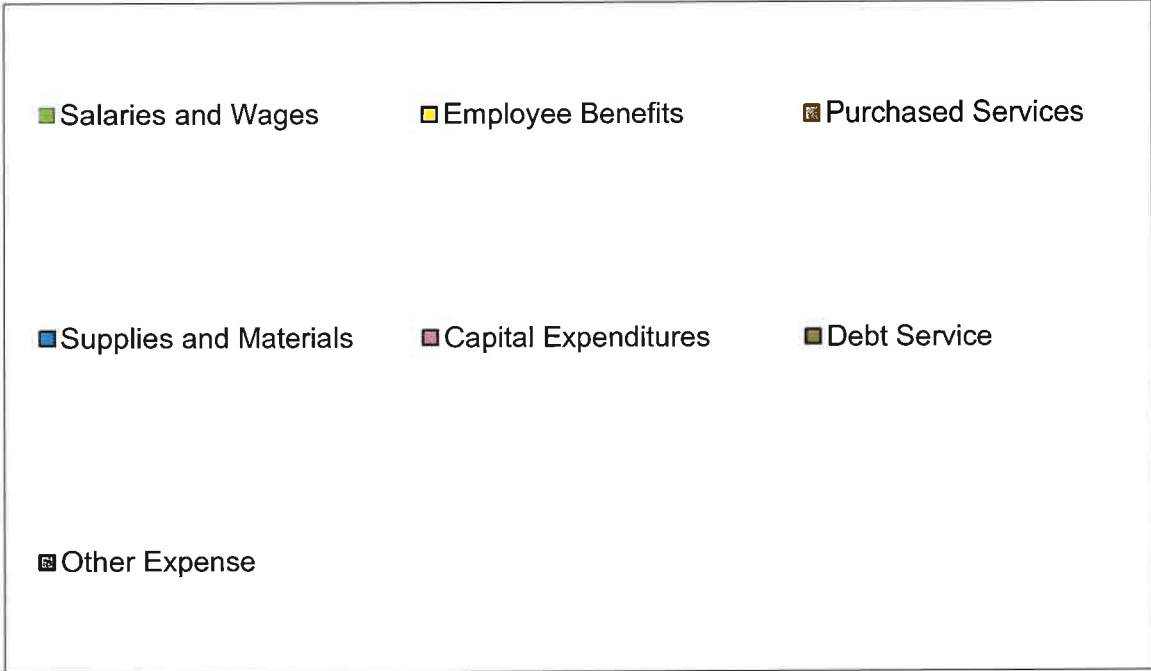 Salaries and Wages Employee Benefits Purchased Services
Supplies and Materials Capital Expenditures Debt Service
Other Expense